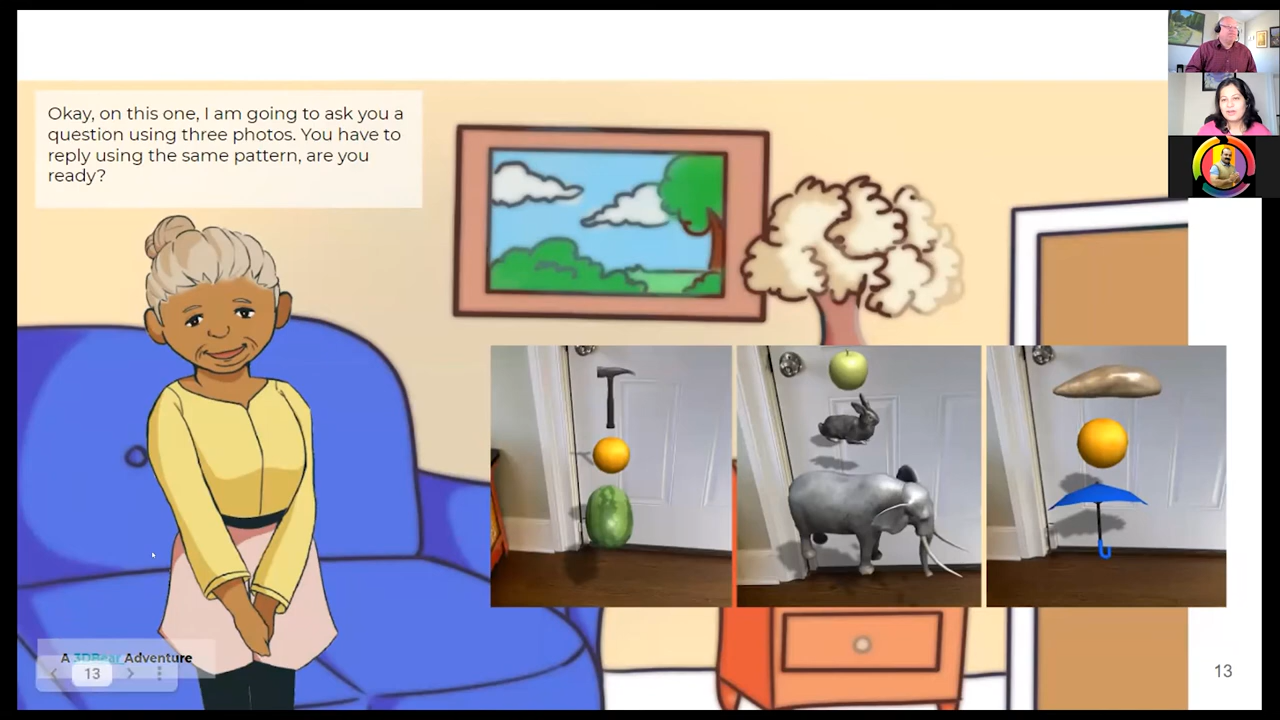 Okay, on this one, I am going to ask you a
question using three photos. You have to
reply using the same pattern, are you
ready?
A 3DBear Adventure
13
13